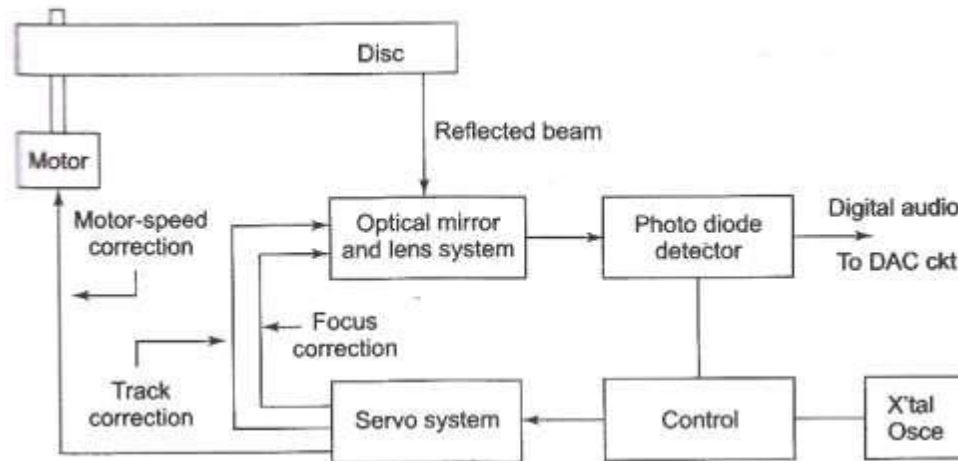 Disc
Reflected beam
Motor
Motor-speed
correction
Optical mirror
and lens system
Photo diode
detector
Digital audio
To DAC ckt
Focus
correction
Track
correction
Servo system
Control
X'tal
Osce